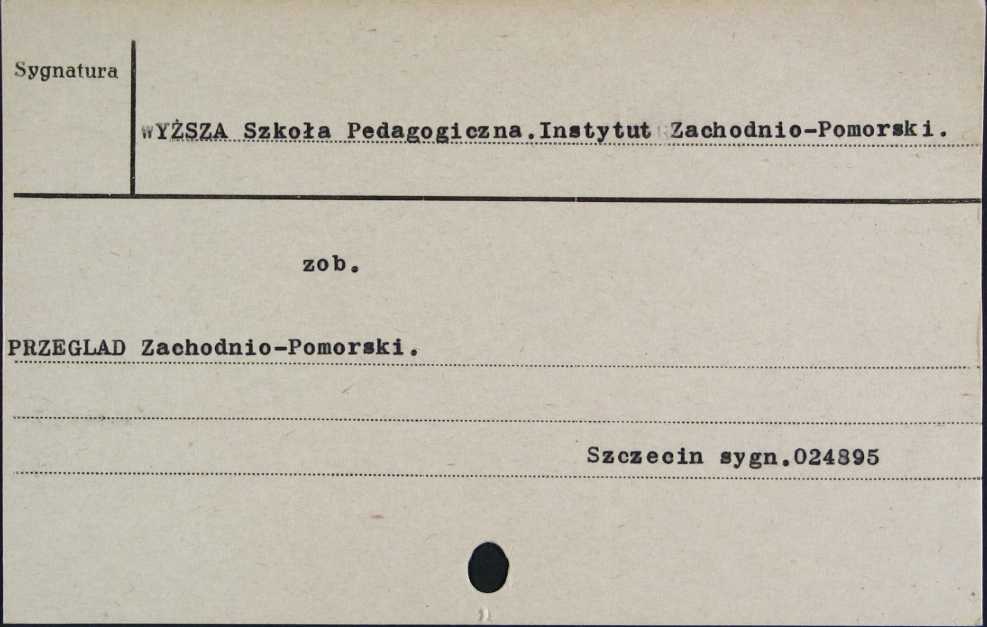 Sygnatura
wYŻSZA Szkoła Pedagogiczna.Instytut Zachodnio-Pomorski.
zob.
PRZEGLAD Zachodnio-Pomorski.
Szczecin sygn.024895